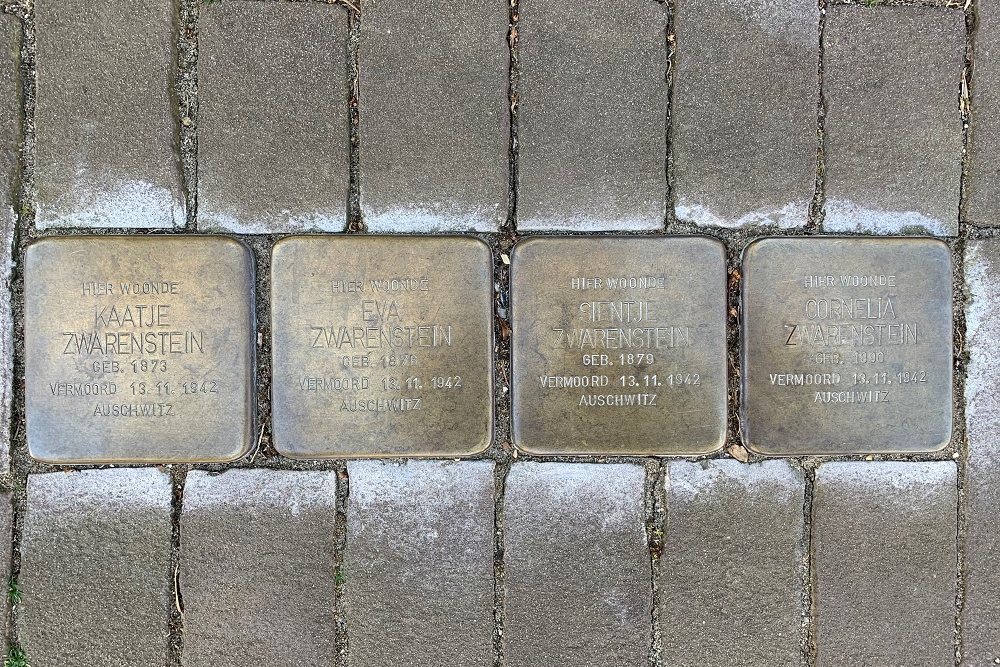 HIER WOONDE
KAATJE
ZWARENSTEIN
GEB. 1873
VERMOORD 13.11.1942
AUSCHWITZ
HIER WOONDE
EVA
ZWARENSTEIN
GEB.
VERMOORD 13.11.1942
AUSCHWITZ
HIER WOONDE
SIENTJE
ZWARENSTEIN
GEB. 1879
VERMOORD 13.11.1942
AUSCHWITZ
HIER WOONDE
CORNELIA
ZWARENSTEIN
GEB.
VERMOORD 13.11.1942
AUSCHWITZ